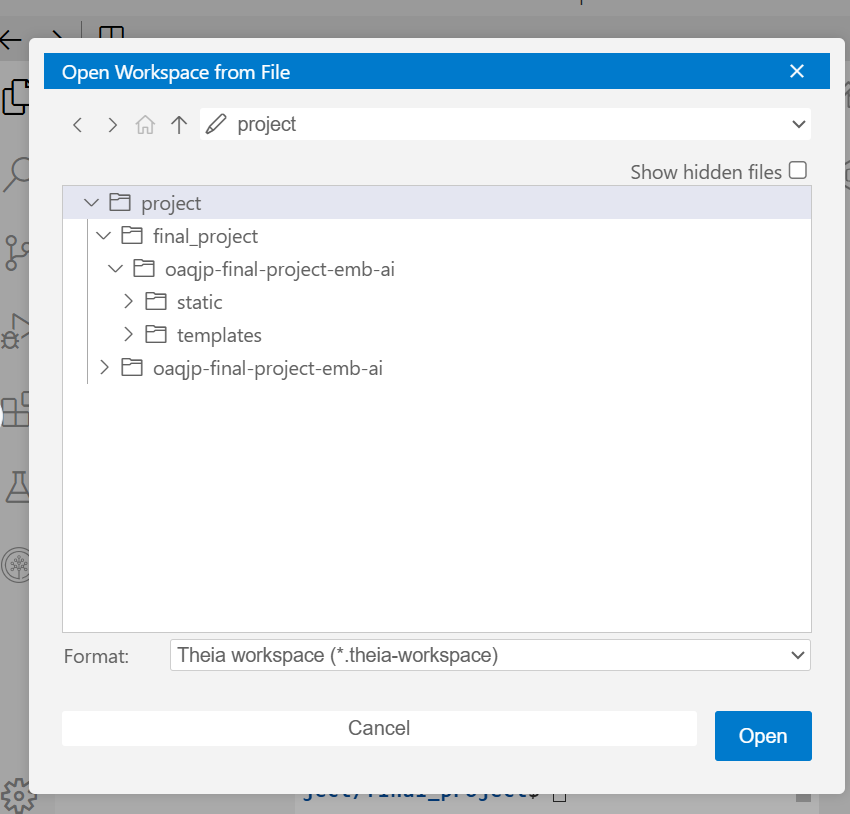 Open Workspace from File
project
Show hidden files
project
final_project
oaqjp-final-project-emb-ai
static
templates
oaqjp-final-project-emb-ai
Format: Theia workspace (*.theia-workspace)
Cancel
Open
ject/final_project$